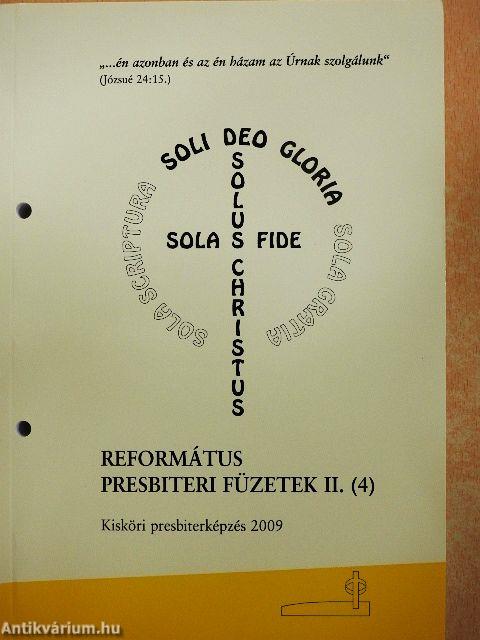 „...én azonban és az én házam az Úrnak szolgálunk“
(Józsué 24:15.)
SOLI DEO GLORIA
SOLUS CHRISTUS
SOLA FIDE
SOLA SCRIPTURA
SOLA GRATIA
REFORMÁTUS
PRESBITERI FÜZETEK II. (4)
Kisköri presbiterképzés 2009
Antikvárium.hu